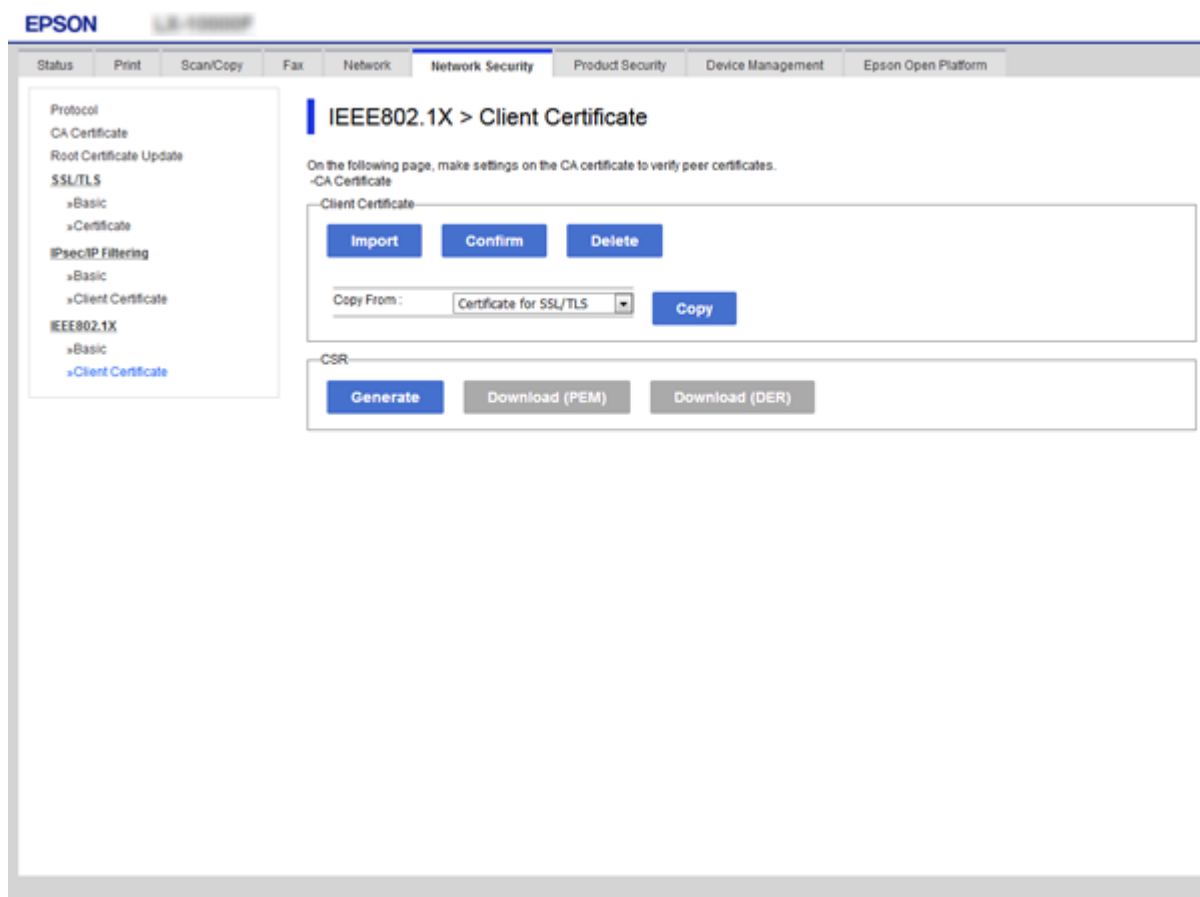 EPSON
Status Print Scan/Copy Fax Network Network Security Product Security Device Management Epson Open Platform
Protocol
CA Certificate
Root Certificate Update
SSL/TLS
»Basic
»Certificate
IPsec/IP Filtering
»Basic
»Client Certificate
IEEE802.1X
»Basic
»Client Certificate
IEEE802.1X > Client Certificate
On the following page, make settings on the CA certificate to verify peer certificates.
-CA Certificate
Client Certificate
Import Confirm Delete
Copy From : Certificate for SSL/TLS Copy
CSR
Generate Download (PEM) Download (DER)